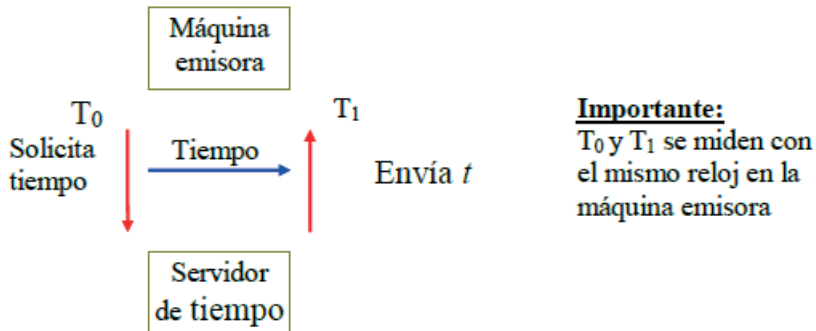 Máquina
emisora
T₀
Solicita
tiempo
Tiempo
T₁
Envía t
Importante:
T₀ y T₁ se miden con
el mismo reloj en la
máquina emisora
Servidor
de tiempo